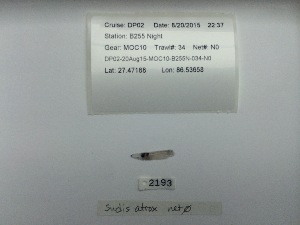 Cruise: DP02 Date: 8/20/2015 22:37
Station: B255 Night
Gear: MOC10 Trawl#: 34 Net#: N0
DP02-20Aug15-MOC10-B255N-034-N0
Lat: 27.47168 Lon: 86.53658
2193
Sudis atrox net 0